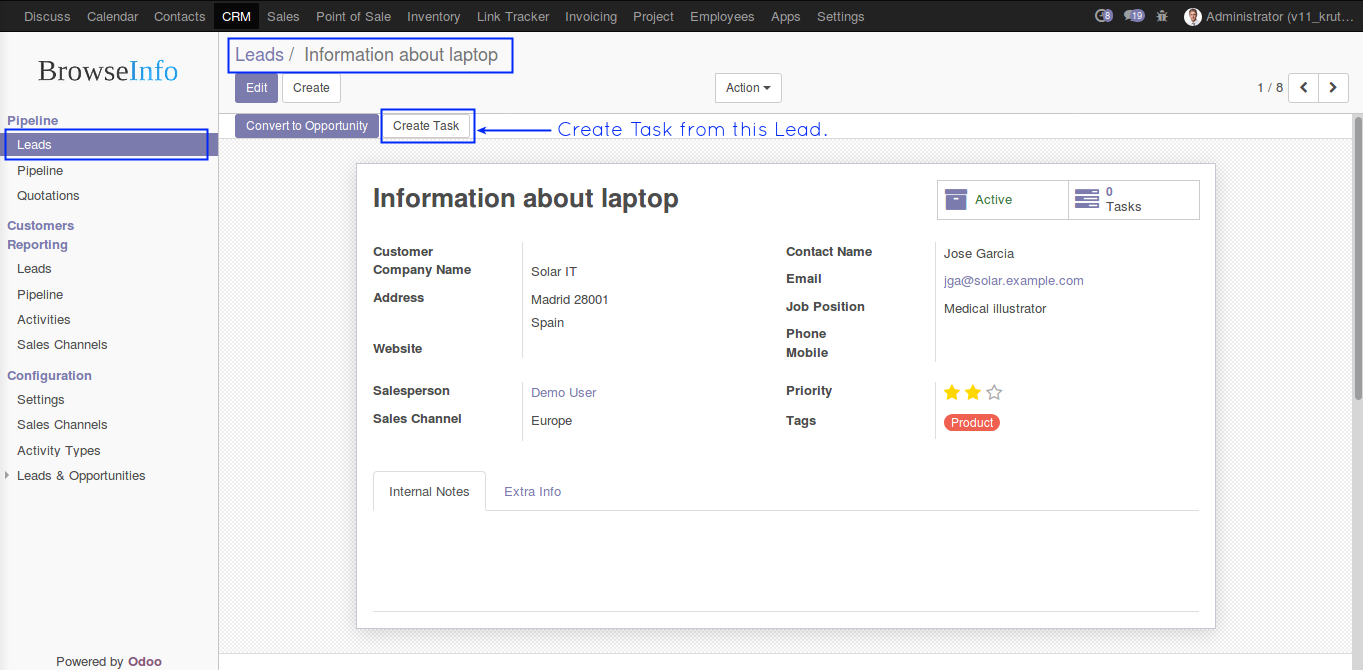 Discuss Calendar Contacts CRM Sales Point of Sale Inventory Link Tracker Invoicing Project Employees Apps Settings 8 19 Administrator (v11_krut...
BrowseInfo
Pipeline
Leads
Pipeline
Quotations
Customers
Reporting
Leads
Pipeline
Activities
Sales Channels
Configuration
Settings
Sales Channels
Activity Types
Leads & Opportunities
Powered by Odoo
Leads / Information about laptop
Edit Create Action 1 / 8
Convert to Opportunity Create Task Create Task from this Lead.
Information about laptop
Active
0
Tasks
Customer
Company Name Solar IT
Address Madrid 28001
Spain
Website
Contact Name Jose Garcia
Email jga@solar.example.com
Job Position Medical illustrator
Phone
Mobile
Salesperson Demo User
Sales Channel Europe
Priority
Tags Product
Internal Notes Extra Info